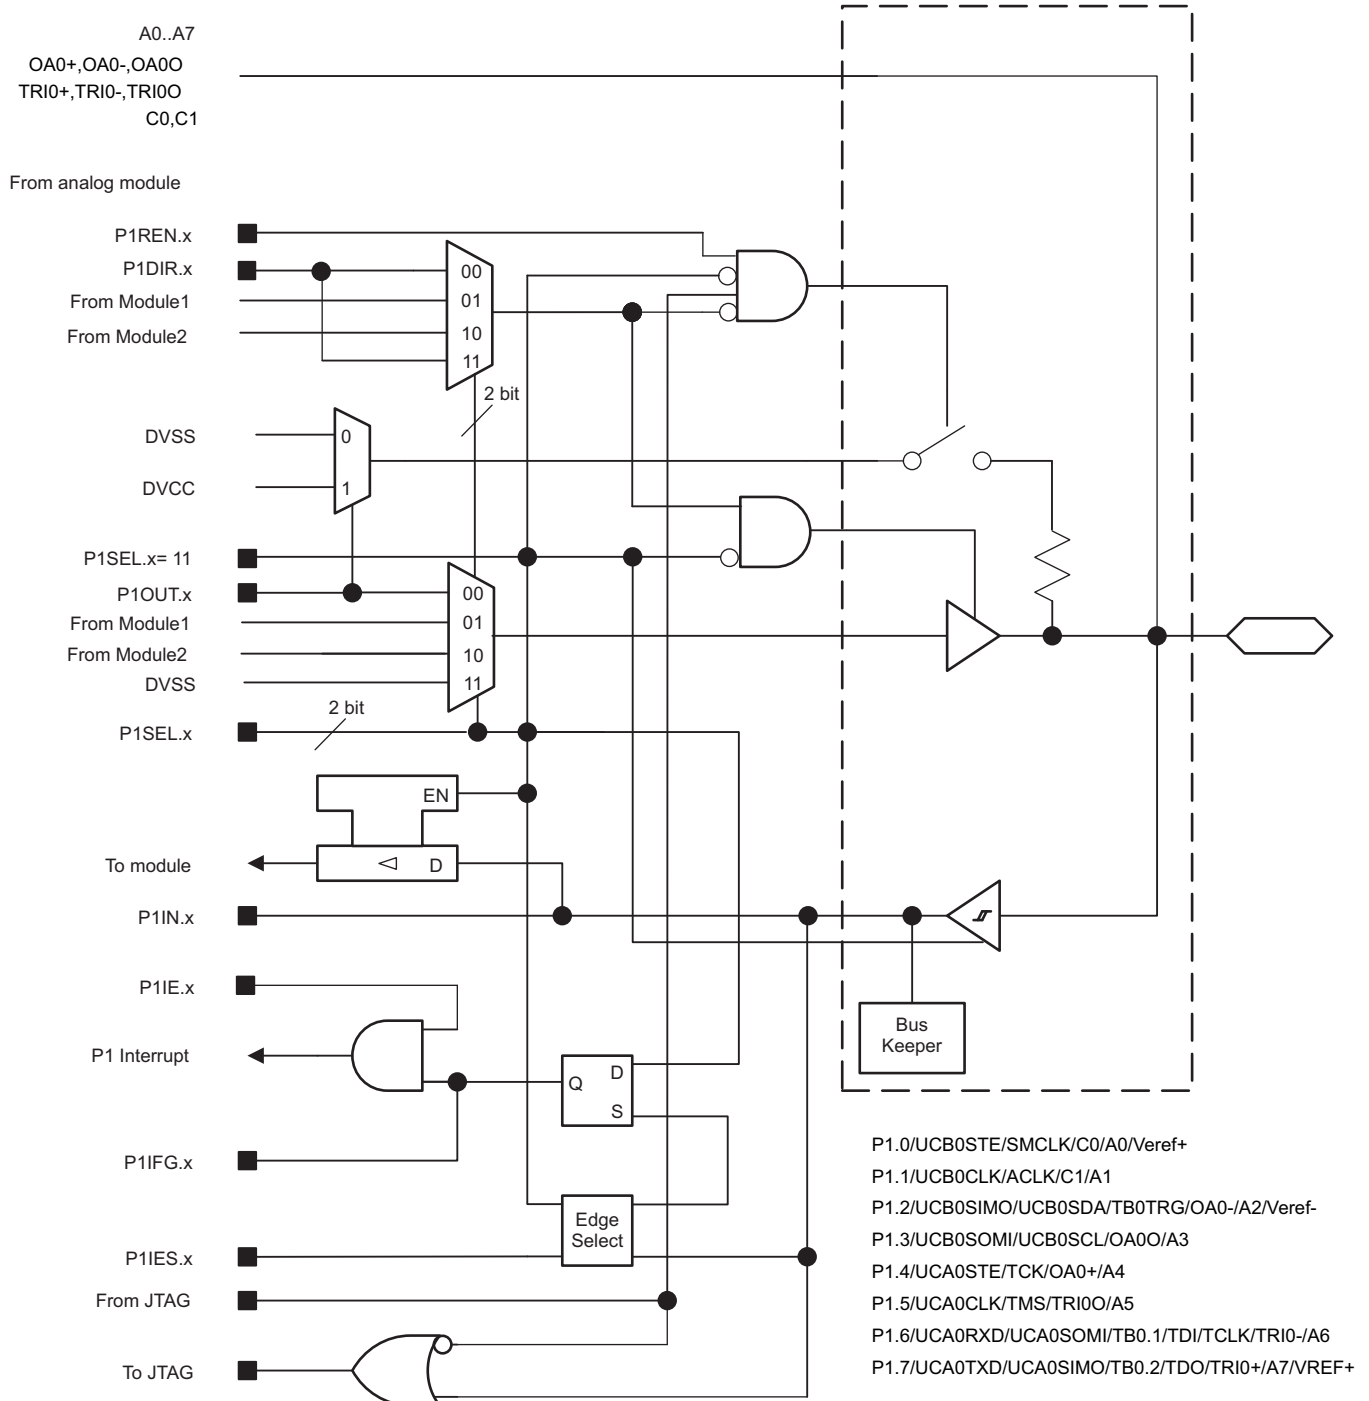 A0..A7
OA0+,OA0-,OA0O
TRI0+,TRI0-,TRI0O
C0,C1
From analog module
P1REN.x
P1DIR.x
From Module1
From Module2
00
01
10
11
2 bit
DVSS
DVCC
0
1
P1SEL.x= 11
P1OUT.x
From Module1
From Module2
DVSS
00
01
10
11
2 bit
P1SEL.x
EN
To module
D
P1IN.x
P1IE.x
Bus
Keeper
P1 Interrupt
Q
D
S
P1IFG.x
Edge
Select
P1IES.x
From JTAG
To JTAG
P1.0/UCB0STE/SMCLK/C0/A0/Veref+
P1.1/UCB0CLK/ACLK/C1/A1
P1.2/UCB0SIMO/UCB0SDA/TB0TRG/OA0-/A2/Veref-
P1.3/UCB0SOMI/UCB0SCL/OA0O/A3
P1.4/UCA0STE/TCK/OA0+/A4
P1.5/UCA0CLK/TMS/TRI0O/A5
P1.6/UCA0RXD/UCA0SOMI/TB0.1/TDI/TCLK/TRI0-/A6
P1.7/UCA0TXD/UCA0SIMO/TB0.2/TDO/TRI0+/A7/VREF+